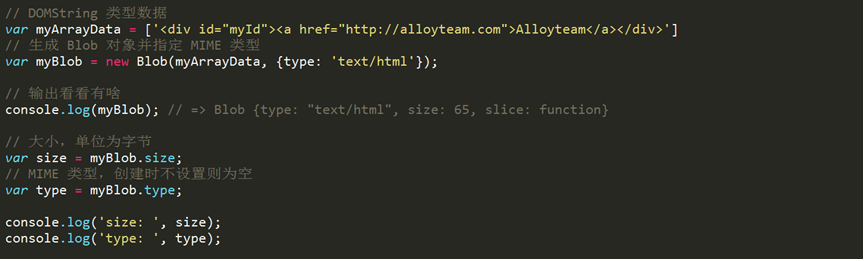 // DOMString 类型数据
var myArrayData = ['<div id="myId"><a href="http://alloyteam.com">Alloyteam</a></div>']
// 生成 Blob 对象并指定 MIME 类型
var myBlob = new Blob(myArrayData, {type: 'text/html'});
// 输出看看有啥
console.log(myBlob); // => Blob {type: "text/html", size: 65, slice: function}
// 大小，单位为字节
var size = myBlob.size;
// MIME 类型，创建时不设置则为空
var type = myBlob.type;
console.log('size: ', size);
console.log('type: ', type);